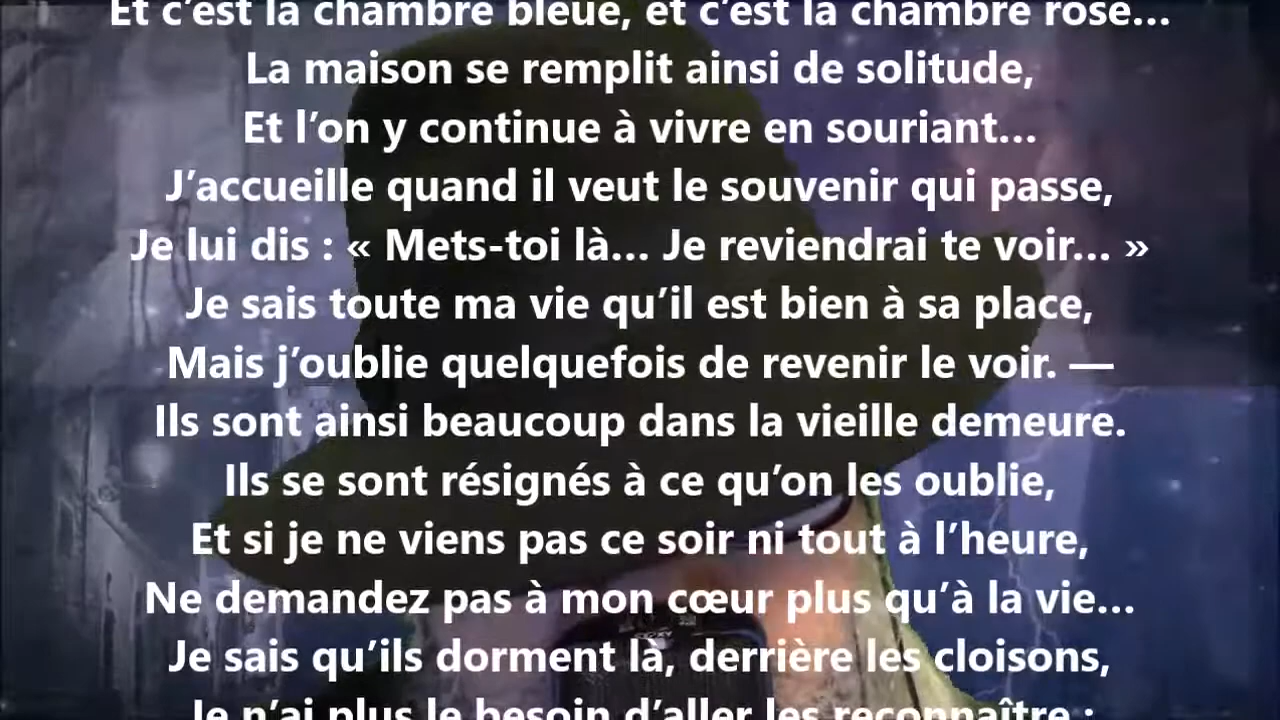 Et c’est la chambre bleue, et c’est la chambre rose…
La maison se remplit ainsi de solitude,
Et l’on y continue à vivre en souriant…
J’accueille quand il veut le souvenir qui passe,
Je lui dis : « Mets-toi là… Je reviendrai te voir… »
Je sais toute ma vie qu’il est bien à sa place,
Mais j’oublie quelquefois de revenir le voir. —
Ils sont ainsi beaucoup dans la vieille demeure.
Ils se sont résignés à ce qu’on les oublie,
Et si je ne viens pas ce soir ni tout à l’heure,
Ne demandez pas à mon cœur plus qu’à la vie…
Je sais qu’ils dorment là, derrière les cloisons,
Je n’ai plus le besoin d’aller les reconnaître ;